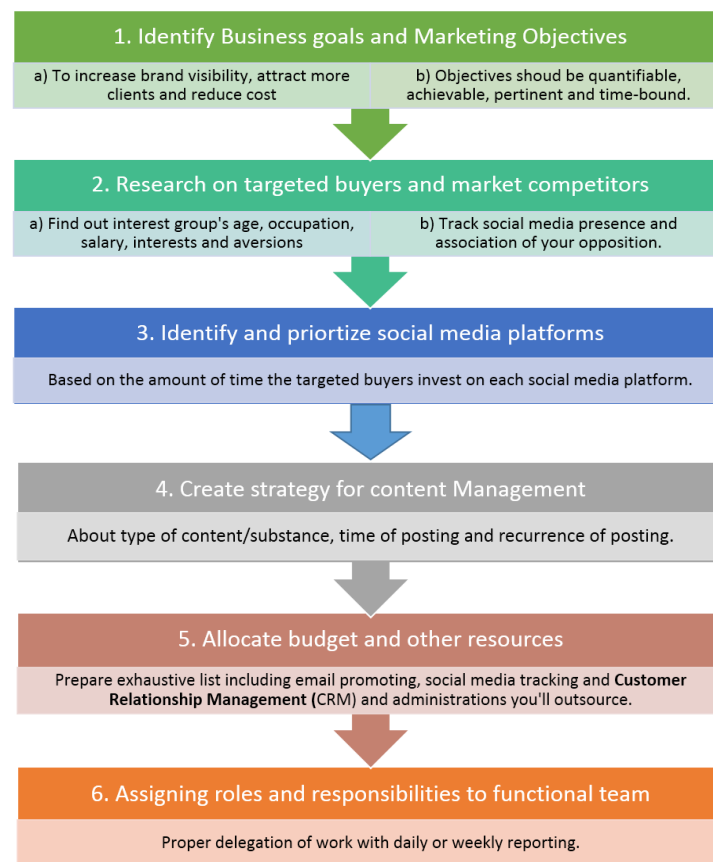 1. Identify Business goals and Marketing Objectives
a) To increase brand visibility, attract more
clients and reduce cost
b) Objectives shoud be quantifiable,
achievable, pertinent and time-bound.
2. Research on targeted buyers and market competitors
a) Find out interest group's age, occupation,
salary, interests and aversions
b) Track social media presence and
association of your opposition.
3. Identify and priortize social media platforms
Based on the amount of time the targeted buyers invest on each social media platform.
4. Create strategy for content Management
About type of content/substance, time of posting and recurrence of posting.
5. Allocate budget and other resources
Prepare exhaustive list including email promoting, social media tracking and Customer
Relationship Management (CRM) and administrations you'll outsource.
6. Assigning roles and responsibilities to functional team
Proper delegation of work with daily or weekly reporting.